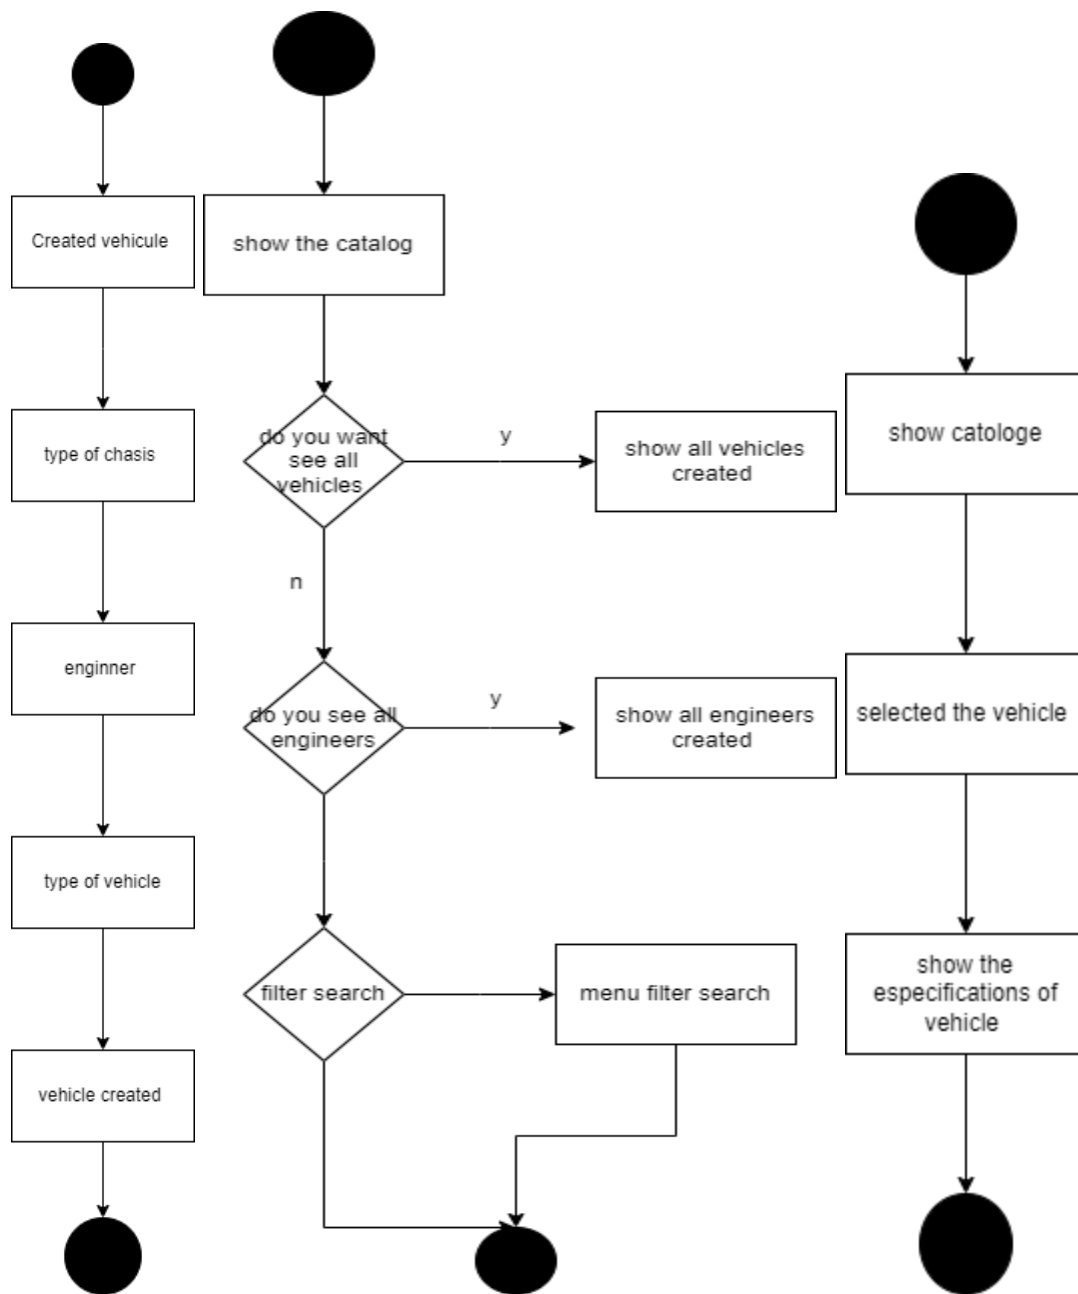 Created vehicule
type of chasis
enginner
type of vehicle
vehicle created
show the catalog
do you want
see all
vehicles
y
show all vehicles
created
n
do you see all
engineers
y
show all engineers
created
filter search
menu filter search
show catologe
selected the vehicle
show the
especifications of
vehicle